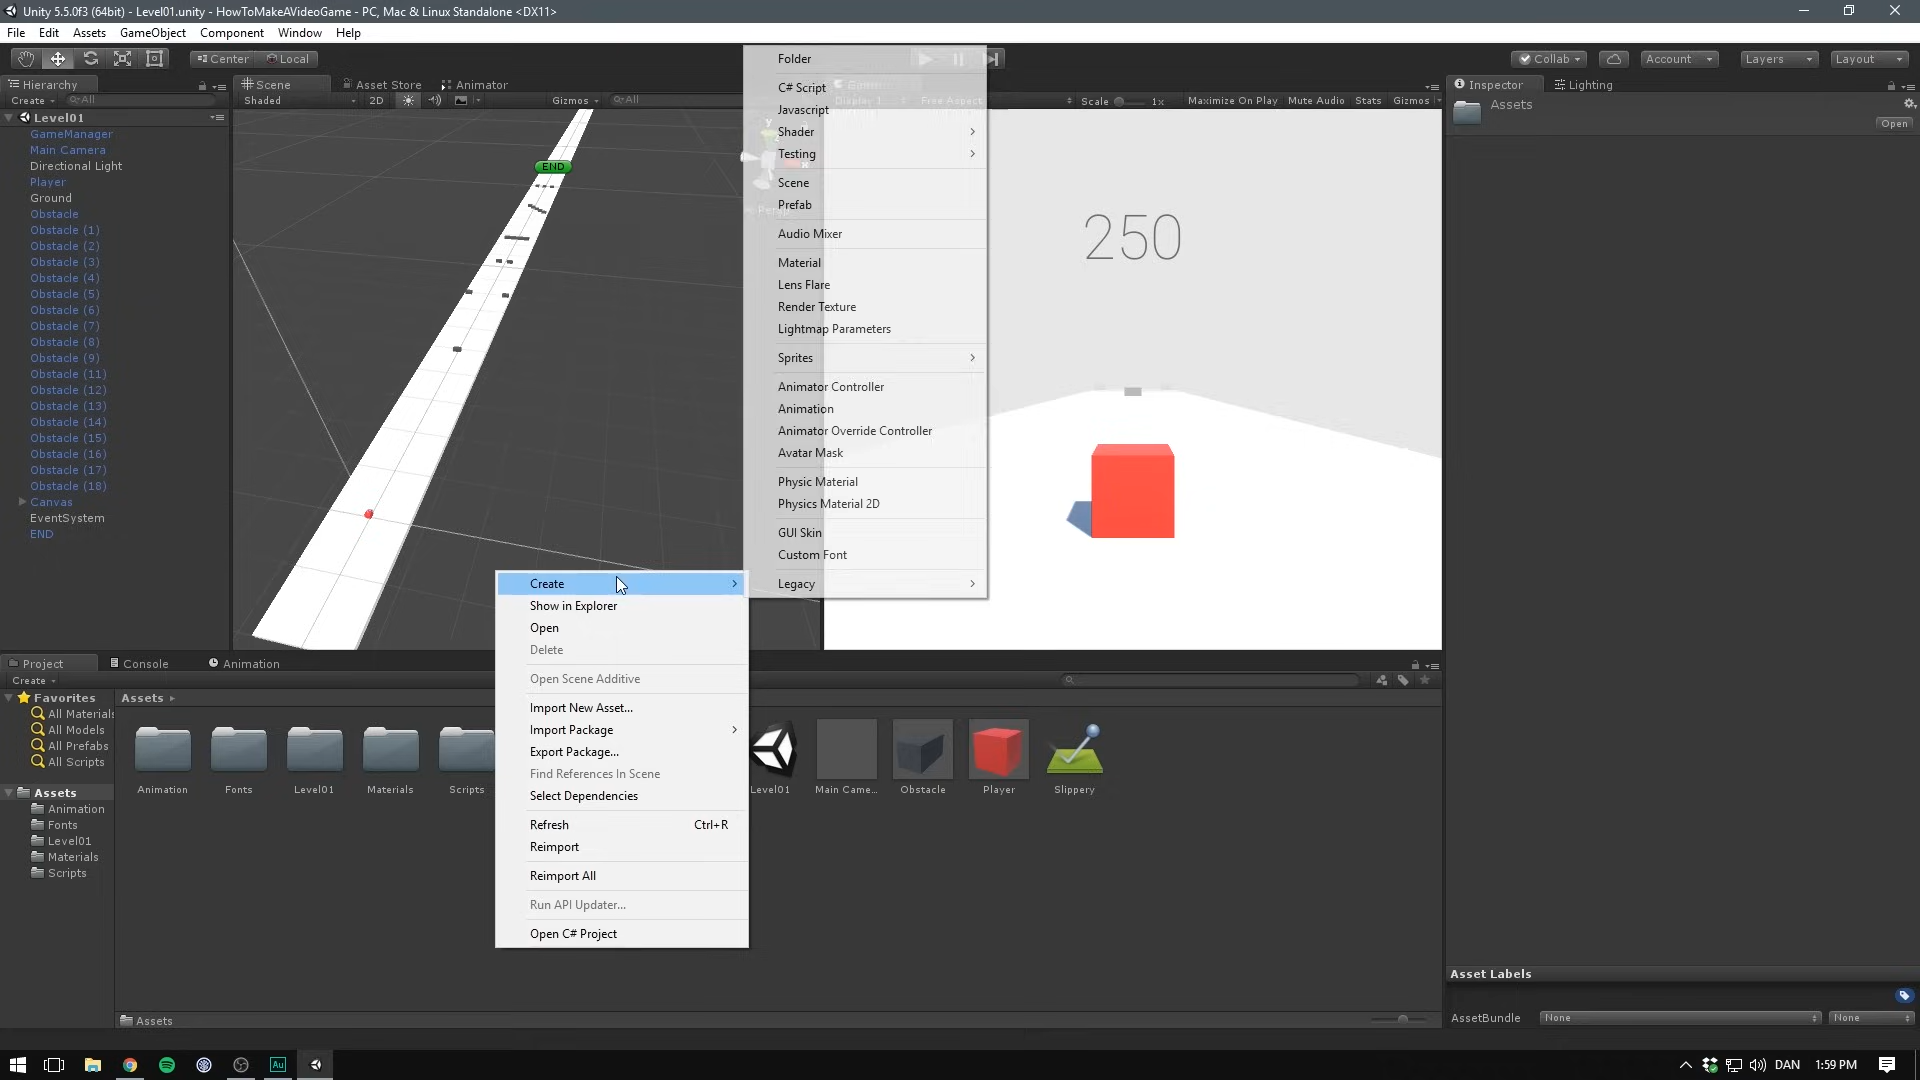 Unity 5.5.0f3 (64bit) - Level01.unity - HowToMakeAVideoGame - PC, Mac & Linux Standalone <DX11>
File Edit Assets GameObject Component Window Help
Center Local
Collab Account Layers Layout
Hierarchy
Create All
Level01
GameManager
Main Camera
Directional Light
Player
Ground
Obstacle
Obstacle (1)
Obstacle (2)
Obstacle (3)
Obstacle (4)
Obstacle (5)
Obstacle (6)
Obstacle (7)
Obstacle (8)
Obstacle (9)
Obstacle (11)
Obstacle (12)
Obstacle (13)
Obstacle (14)
Obstacle (15)
Obstacle (16)
Obstacle (17)
Obstacle (18)
Canvas
EventSystem
END
Scene Asset Store Animator
Shaded 2D Gizmos All
END
y
Persp
Folder
C# Script
Javascript
Shader
Testing
Scene
Prefab
Audio Mixer
Material
Lens Flare
Render Texture
Lightmap Parameters
Sprites
Animator Controller
Animation
Animator Override Controller
Avatar Mask
Physic Material
Physics Material 2D
GUI Skin
Custom Font
Legacy
Game
Display 1 Free Aspect Scale 1x Maximize On Play Mute Audio Stats Gizmos
250
Inspector Lighting
Assets
Open
Create
Show in Explorer
Open
Delete
Open Scene Additive
Import New Asset...
Import Package
Export Package...
Find References In Scene
Select Dependencies
Refresh Ctrl+R
Reimport
Reimport All
Run API Updater...
Open C# Project
Project Console Animation
Create
Favorites
All Materials
All Models
All Prefabs
All Scripts
Assets
Animation
Fonts
Level01
Materials
Scripts
Assets
Animation Fonts Level01 Materials Scripts Level01 Main Came... Obstacle Player Slippery
Assets
Asset Labels
AssetBundle None None
Au
DAN 1:59 PM